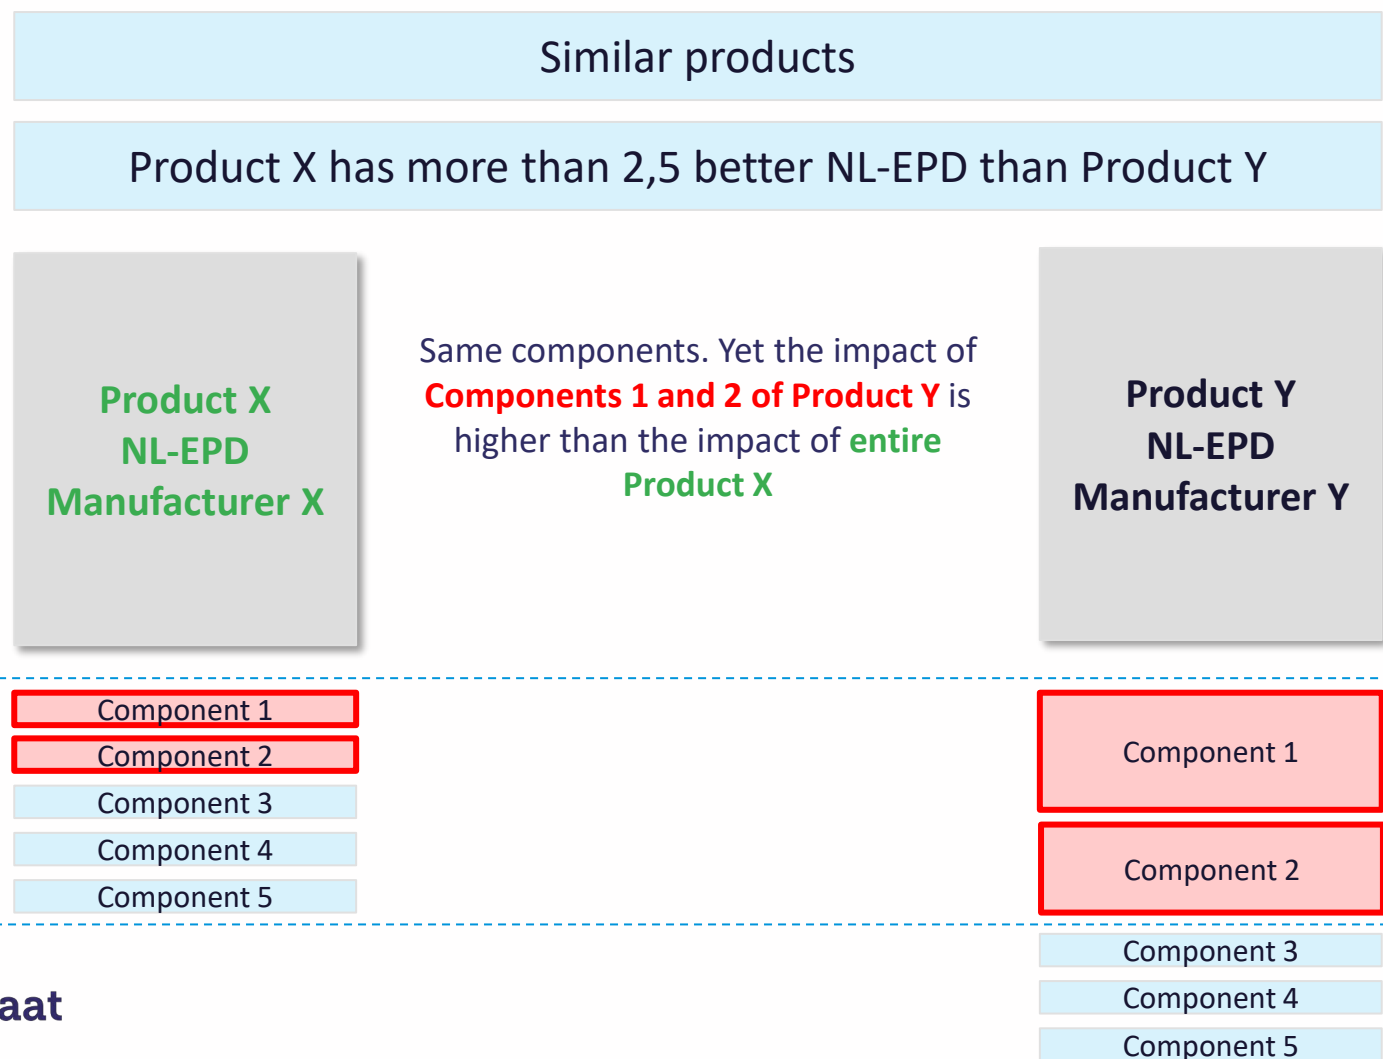 Similar products
Product X has more than 2,5 better NL-EPD than Product Y
Product X
NL-EPD
Manufacturer X
Same components. Yet the impact of
Components 1 and 2 of Product Y is
higher than the impact of entire
Product X
Product Y
NL-EPD
Manufacturer Y
Component 1
Component 2
Component 3
Component 4
Component 5
Component 1
Component 2
Component 3
Component 4
Component 5
aat